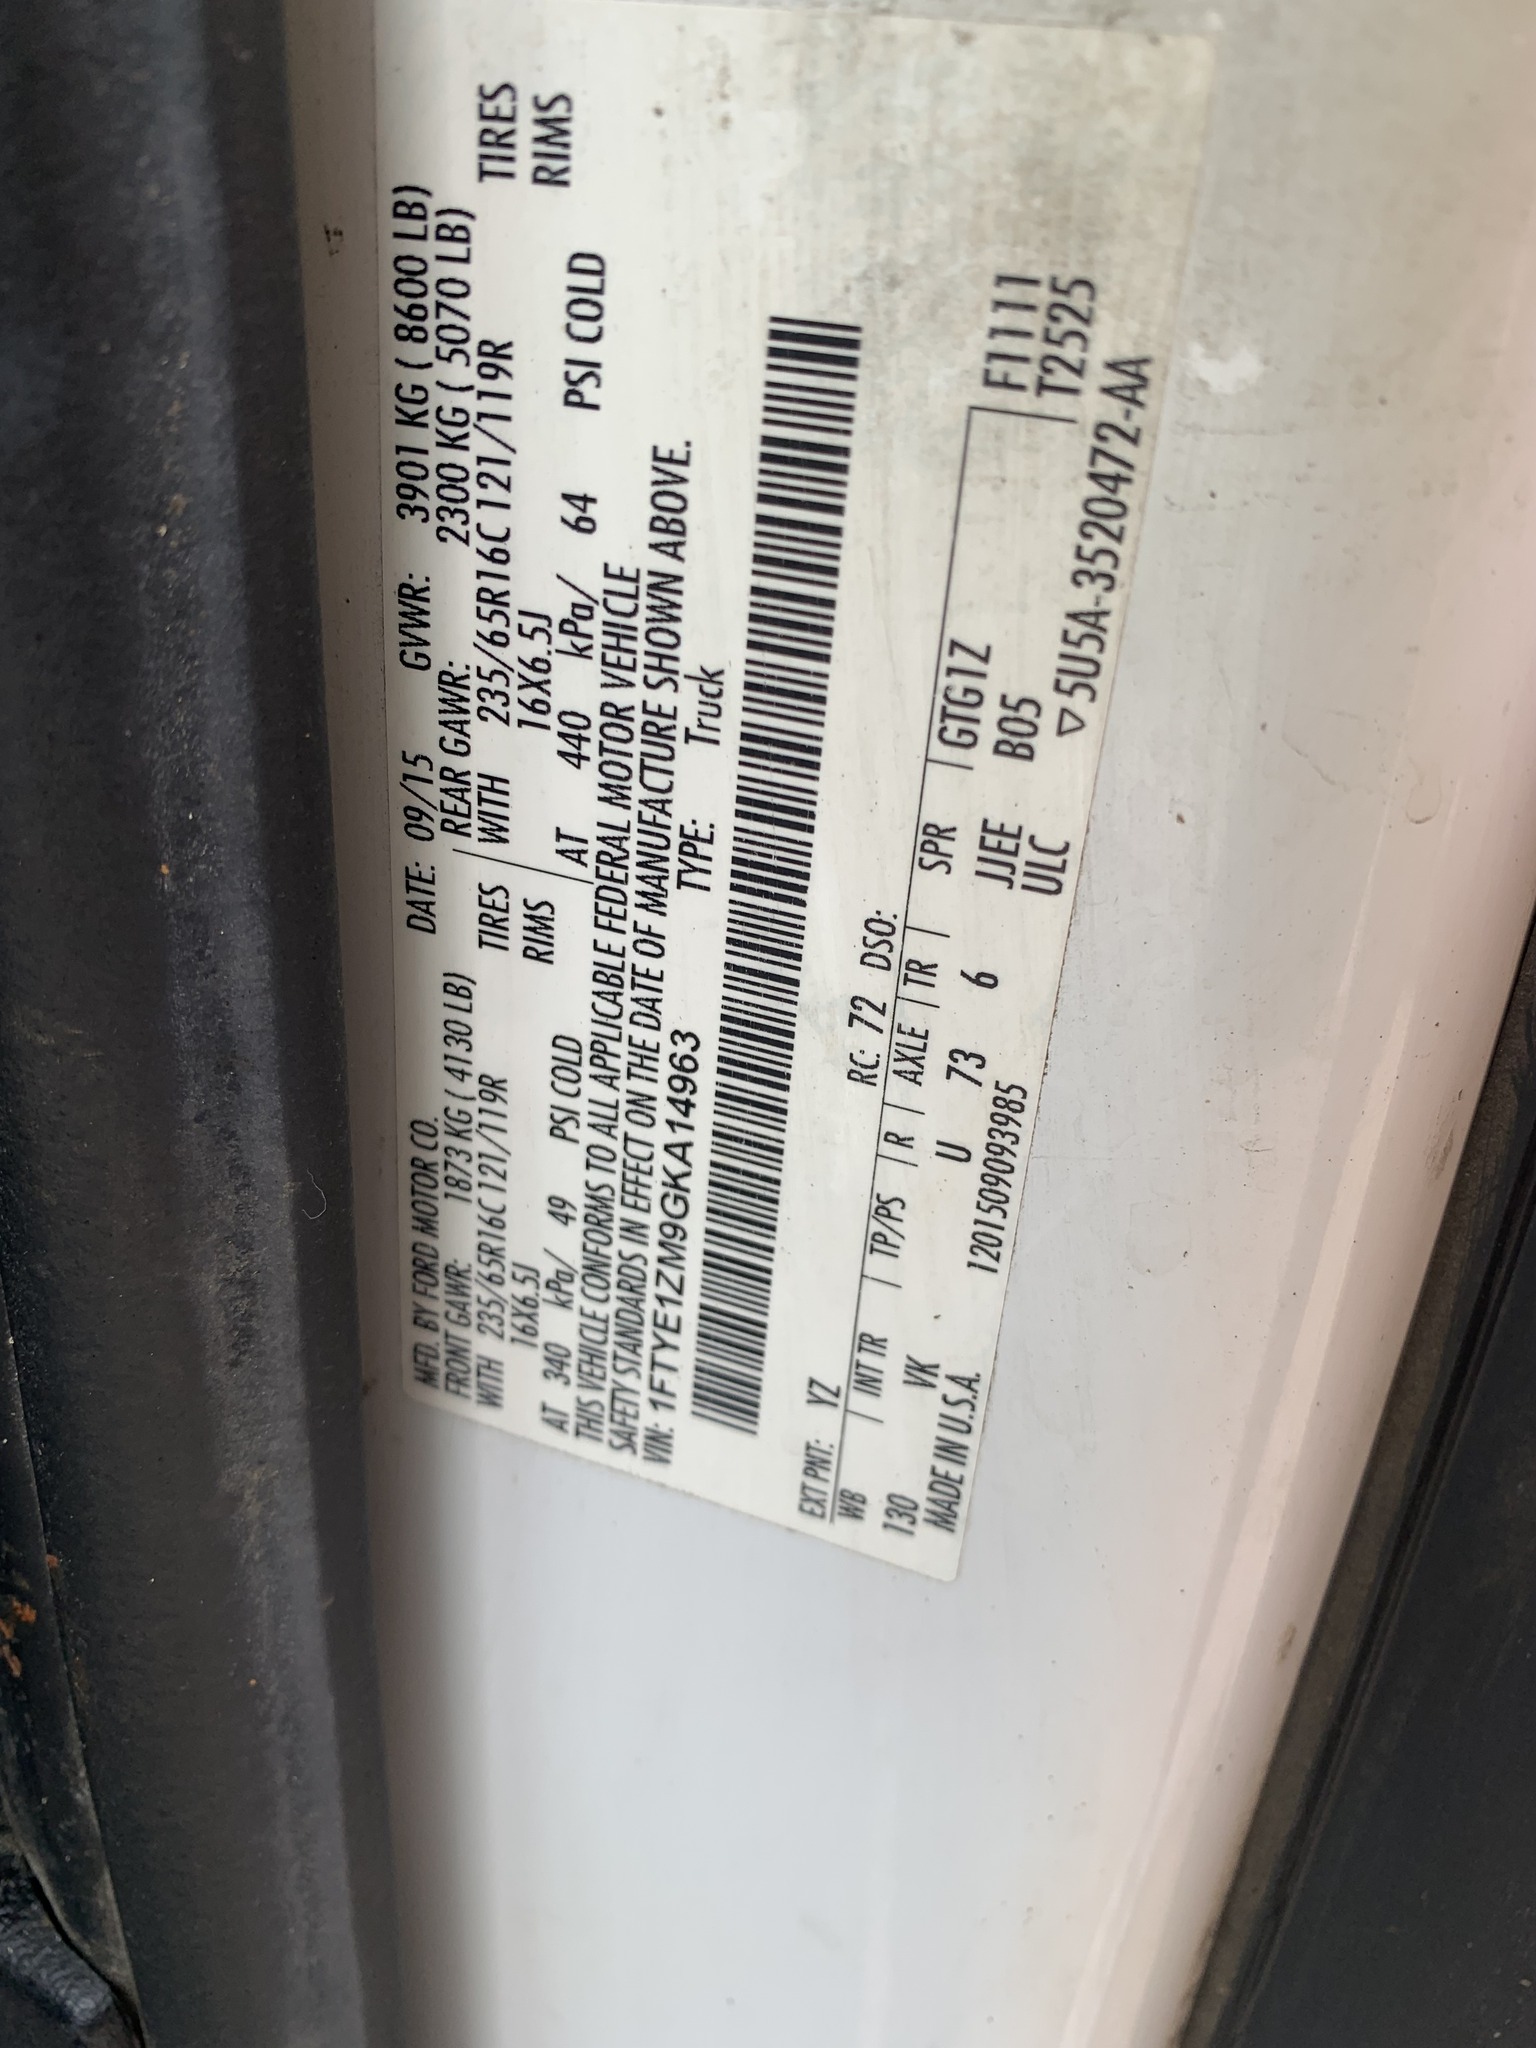 MFD. BY FORD MOTOR CO. DATE: 09/15 GVWR: 3901 KG ( 8600 LB)
FRONT GAWR: 1873 KG ( 4130 LB) REAR GAWR: 2300 KG ( 5070 LB)
WITH 235/65R16C 121/119R TIRES WITH 235/65R16C 121/119R TIRES
16X6.5J RIMS 16X6.5J RIMS
AT 340 kPa/ 49 PSI COLD AT 440 kPa/ 64 PSI COLD
THIS VEHICLE CONFORMS TO ALL APPLICABLE FEDERAL MOTOR VEHICLE
SAFETY STANDARDS IN EFFECT ON THE DATE OF MANUFACTURE SHOWN ABOVE.
VIN: 1FTYE1ZM9GKA14963 TYPE: Truck
EXT PNT: YZ RC: 72 DSO:
WB | INT TR | TP/PS | R | AXLE | TR | SPR | GTG1Z F1111
130 VK U 73 6 JJEE B05 T2525
MADE IN U.S.A. 1201509093985 ULC ▽5U5A-3520472-AA